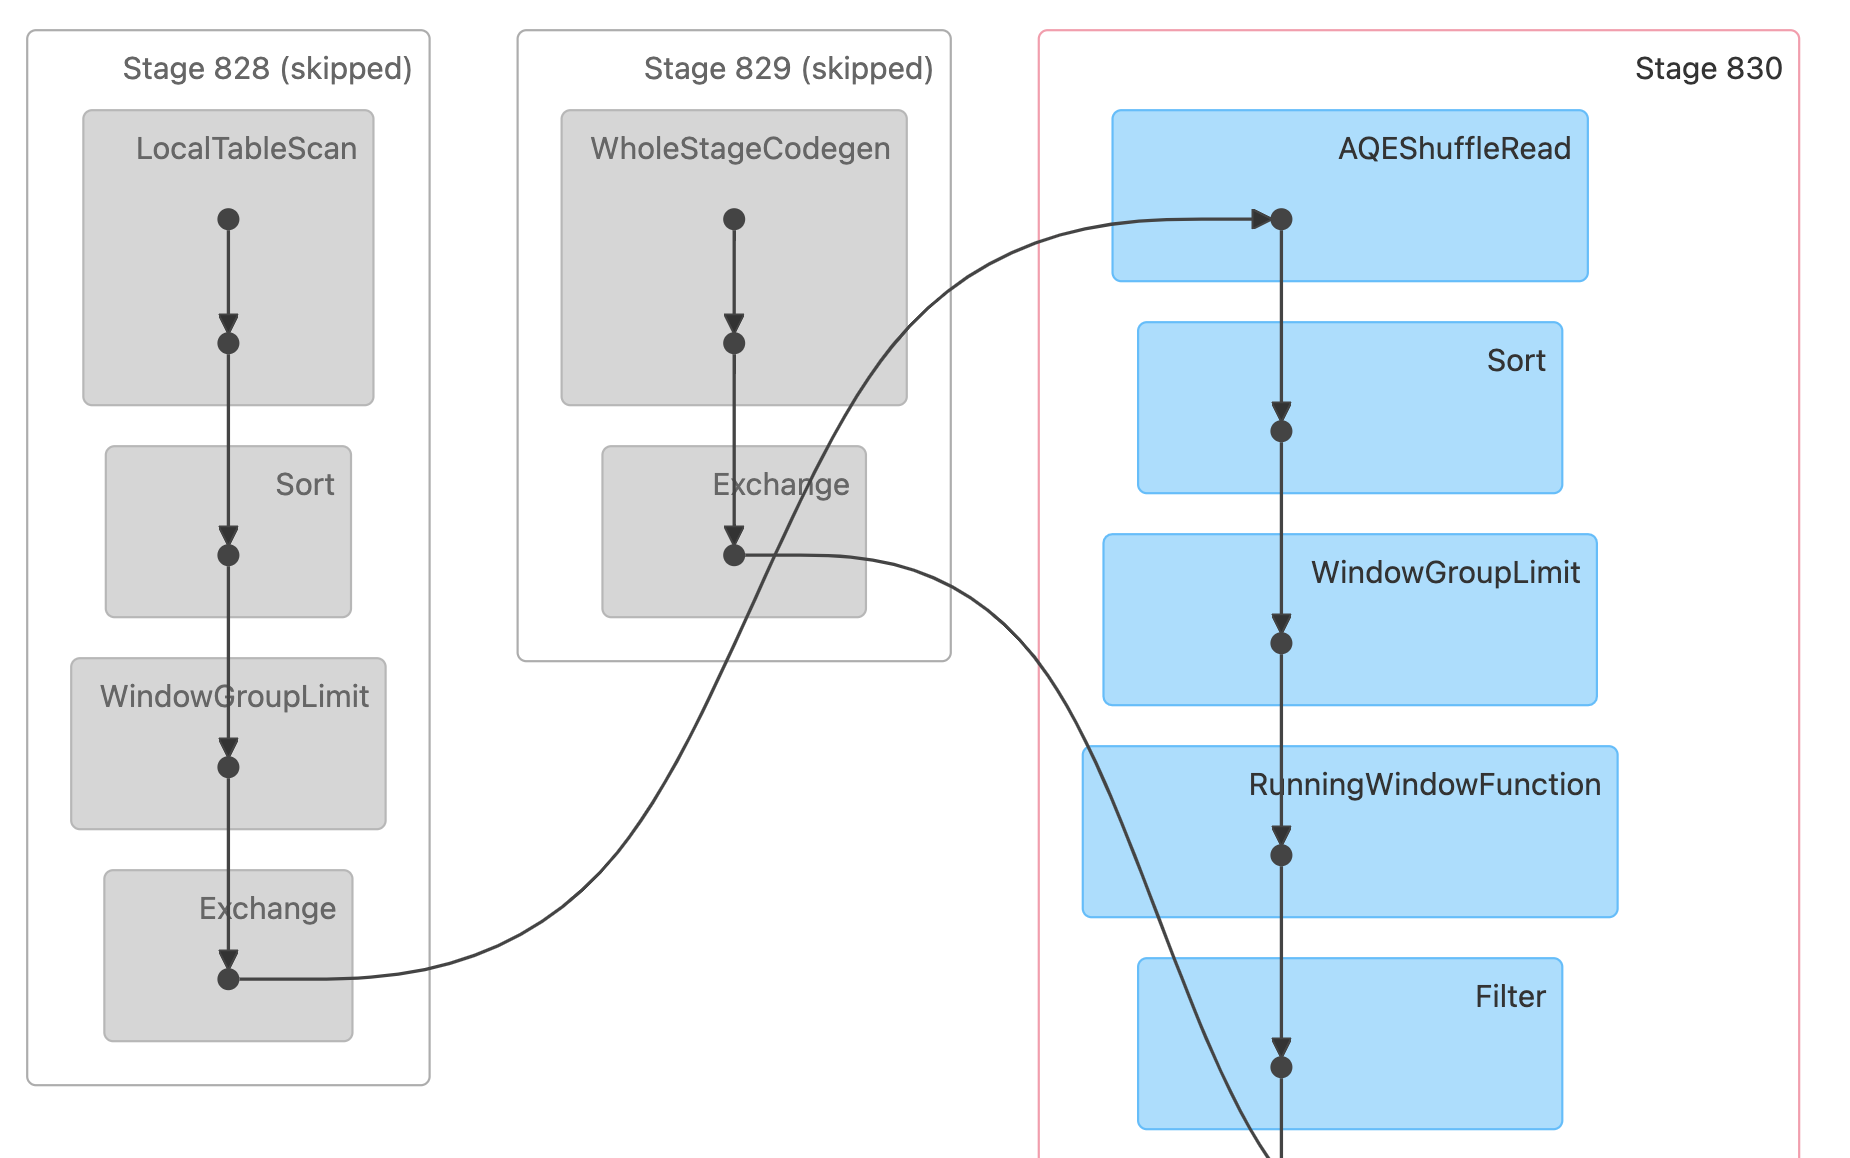 Stage 828 (skipped)
LocalTableScan
Sort
WindowGroupLimit
Exchange
Stage 829 (skipped)
WholeStageCodegen
Exchange
Stage 830
AQEShuffleRead
Sort
WindowGroupLimit
RunningWindowFunction
Filter